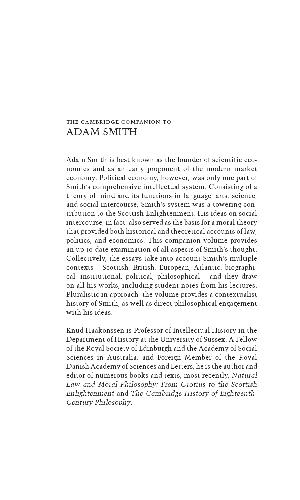 THE CAMBRIDGE COMPANION TO
ADAM SMITH
Adam Smith is best known as the founder of scientific eco-
nomics and as an early proponent of the modern market
economy. Political economy, however, was only one part of
Smith's comprehensive intellectual system. Consisting of a
theory of mind and its functions in language, arts, science,
and social intercourse, Smith's system was a towering con-
tribution to the Scottish Enlightenment. His ideas on social
intercourse, in fact, also served as the basis for a moral theory
that provided both historical and theoretical accounts of law,
politics, and economics. This companion volume provides
an up-to-date examination of all aspects of Smith's thought.
Collectively, the essays take into account Smith's multiple
contexts – Scottish, British, European, Atlantic, biographi-
cal, institutional, political, philosophical – and they draw
on all his works, including student notes from his lectures.
Pluralistic in approach, the volume provides a contextualist
history of Smith, as well as direct philosophical engagement
with his ideas.
Knud Haakonssen is Professor of Intellectual History in the
Department of History at the University of Sussex. A Fellow
of the Royal Society of Edinburgh and the Academy of Social
Sciences in Australia, and Foreign Member of the Royal
Danish Academy of Sciences and Letters, he is the author and
editor of numerous books and texts, most recently, Natural
Law and Moral Philosophy: From Grotius to the Scottish
Enlightenment and The Cambridge History of Eighteenth-
Century Philosophy.